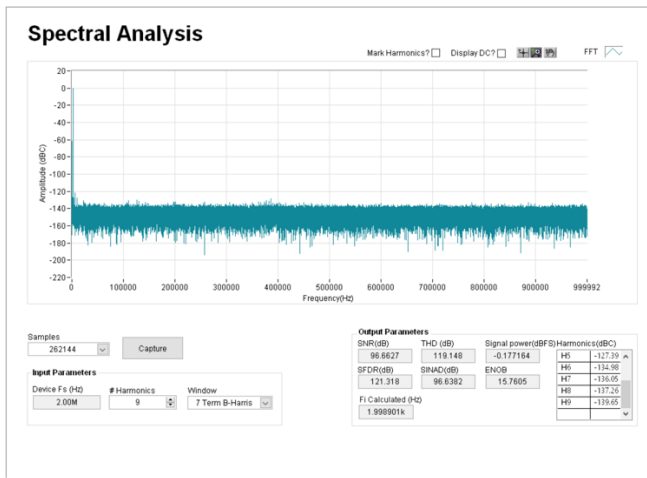 Spectral Analysis
Mark Harmonics? Display DC? FFT
20
0
-20
-40
-60
-80
-100
-120
-140
-160
-180
-200
-220
Amplitude (dBC)
0 100000 200000 300000 400000 500000 600000 700000 800000 900000 999992
Frequency(Hz)
Samples
262144
Capture
Input Parameters
Device Fs (Hz) # Harmonics Window
2.00M 9 7 Term B-Harris
Output Parameters
SNR(dB) THD (dB) Signal power(dBFS) Harmonics(dBC)
96.6627 119.148 -0.177164
SFDR(dB) SINAD(dB) ENOB
121.318 96.6382 15.7605
Fi Calculated (Hz)
1.998901k
H5 -127.39
H6 -134.98
H7 -136.05
H8 -137.26
H9 -139.65